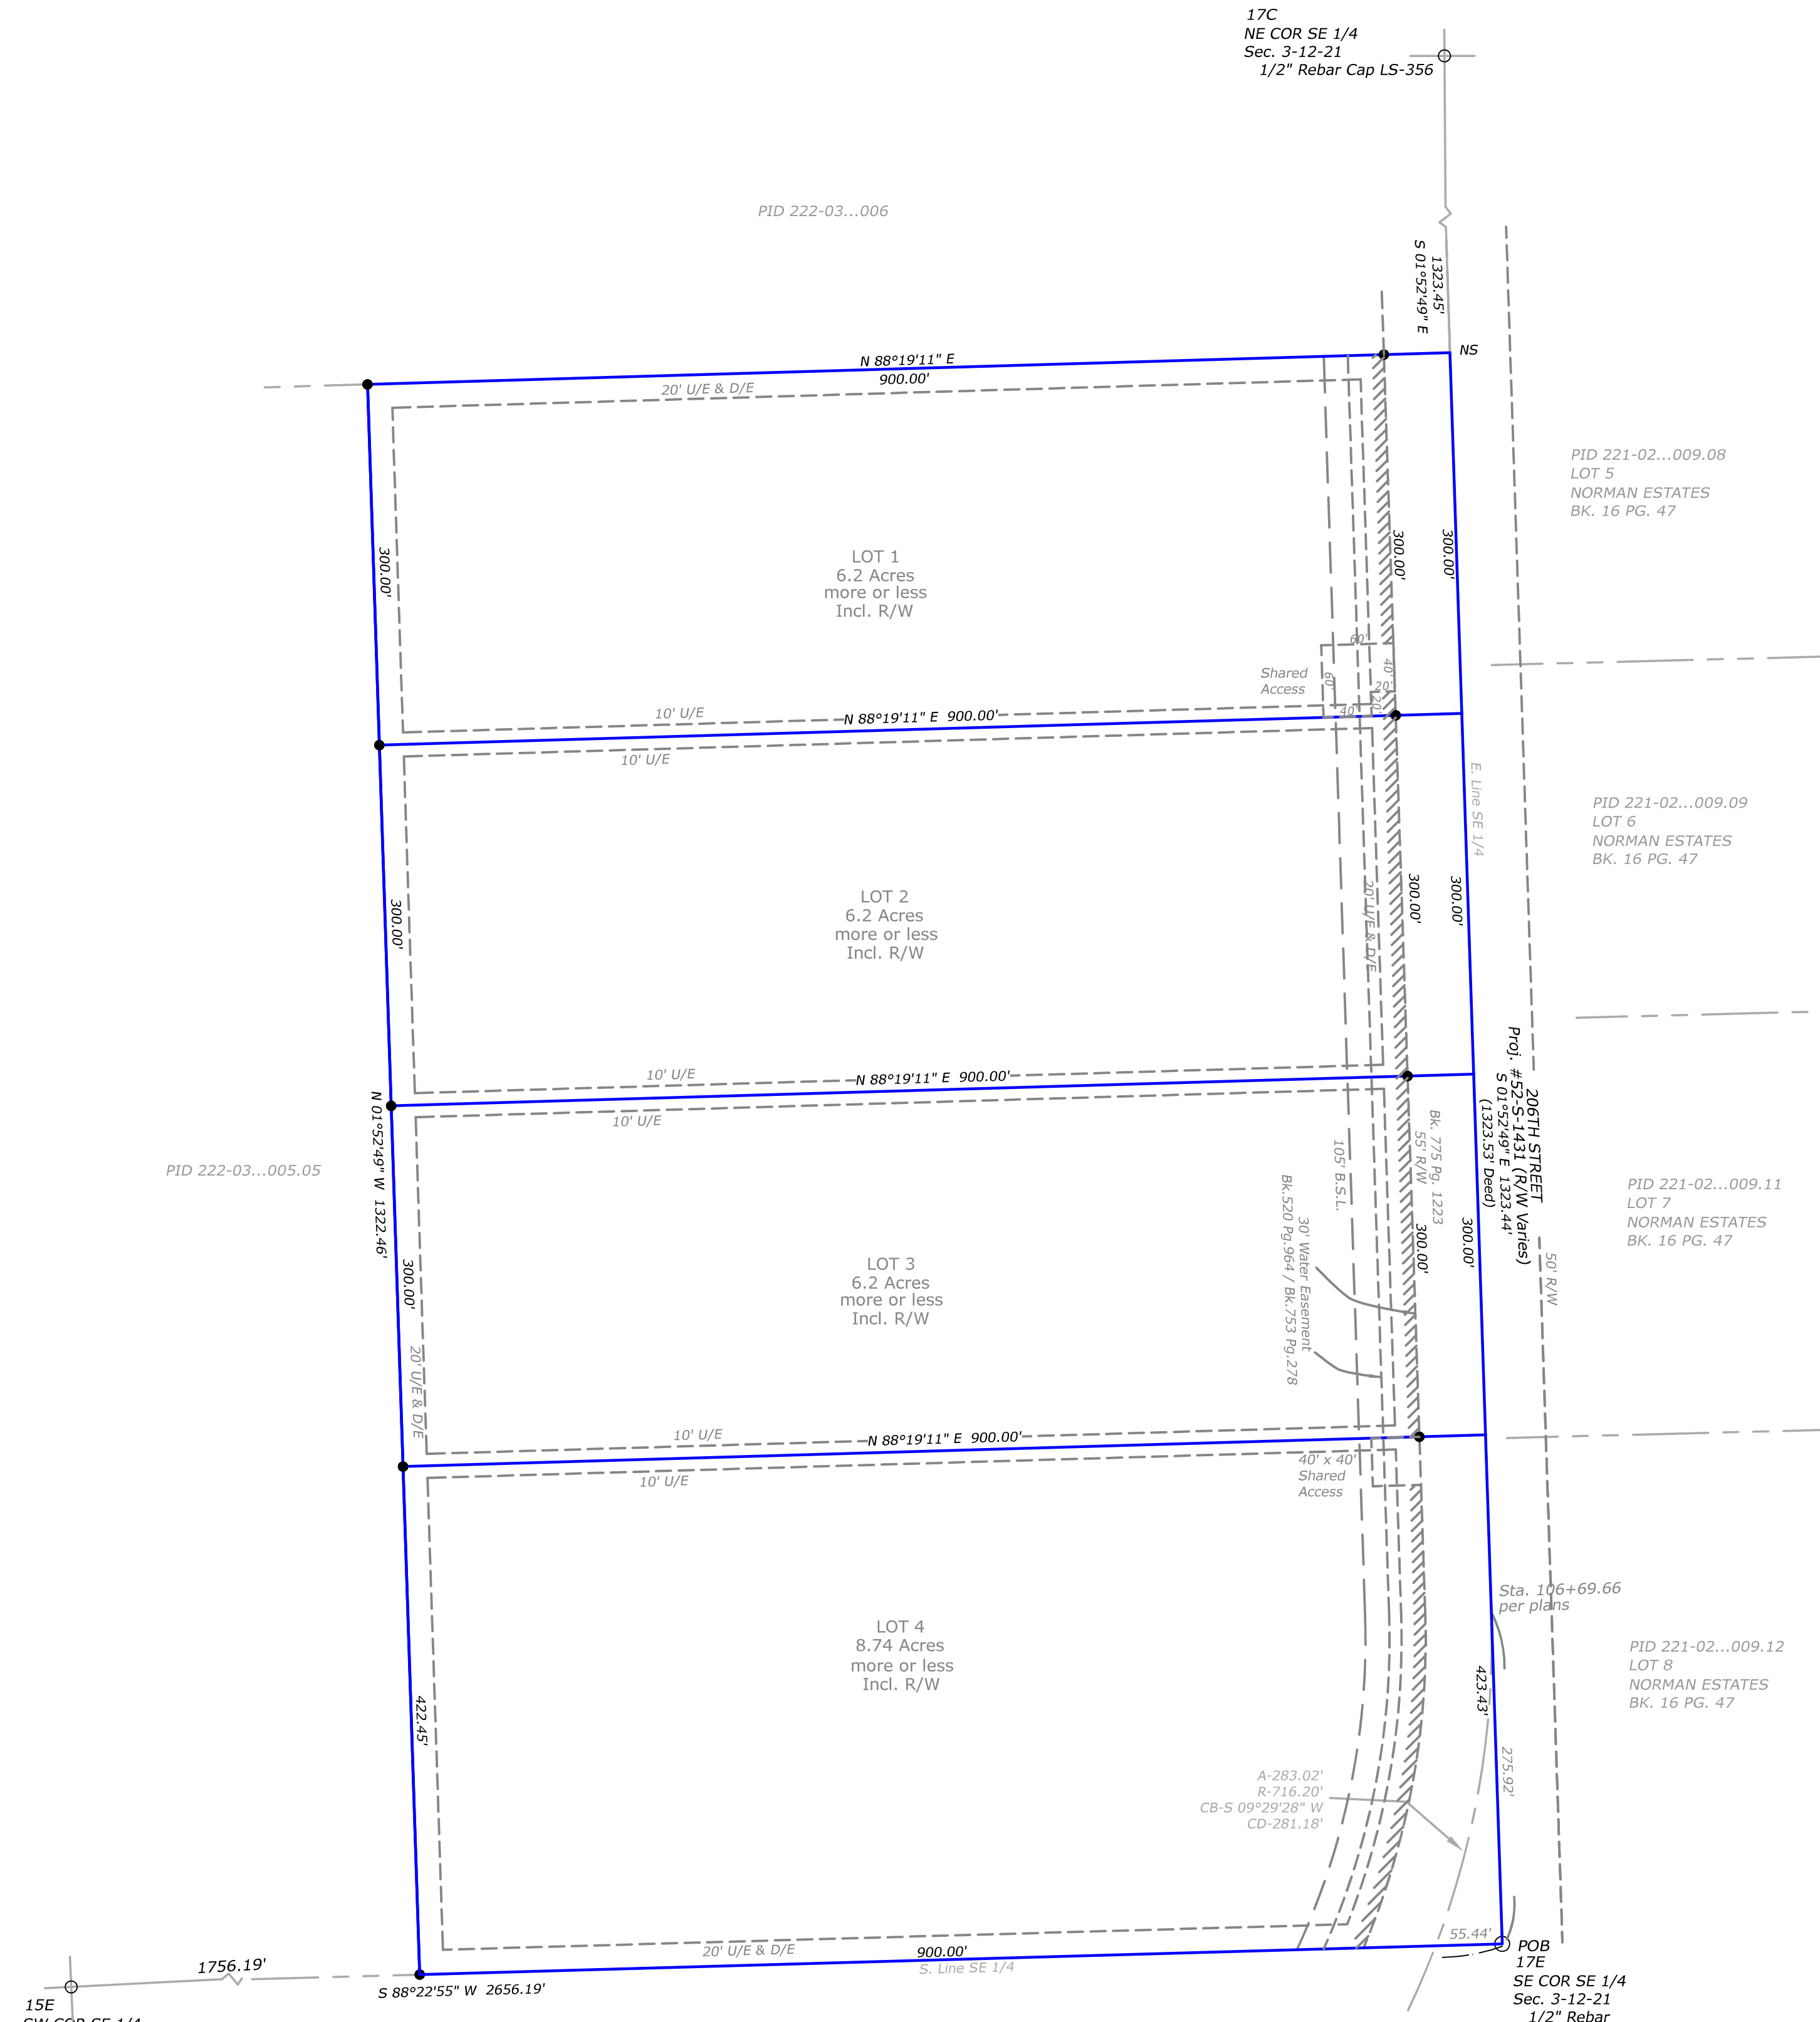 17C
NE COR SE 1/4
Sec. 3-12-21
1/2" Rebar Cap LS-356
PID 222-03...006
1323.45'
S 01°52'49" E
NS
N 88°19'11" E
900.00'
20' U/E & D/E
PID 221-02...009.08
LOT 5
NORMAN ESTATES
BK. 16 PG. 47
300.00'
300.00'
300.00'
LOT 1
6.2 Acres
more or less
Incl. R/W
60'
Shared
Access
60'
40'
20'
20'
40'
10' U/E
N 88°19'11" E 900.00'
10' U/E
E. Line SE 1/4
PID 221-02...009.09
LOT 6
NORMAN ESTATES
BK. 16 PG. 47
300.00'
300.00'
300.00'
LOT 2
6.2 Acres
more or less
Incl. R/W
20' U/E & D/E
10' U/E
N 88°19'11" E 900.00'
10' U/E
206TH STREET
Proj. #52-S-1431 (R/W Varies)
S 01°52'49" E 1323.44'
(1323.53' Deed)
Bk. 775 Pg. 1223
55' R/W
105' B.S.L.
30' Water Easement
Bk.520 Pg.964 / Bk.753 Pg.278
PID 222-03...005.05
N 01°52'49" W 1322.46'
PID 221-02...009.11
LOT 7
NORMAN ESTATES
BK. 16 PG. 47
50' R/W
300.00'
300.00'
300.00'
LOT 3
6.2 Acres
more or less
Incl. R/W
20' U/E & D/E
10' U/E
N 88°19'11" E 900.00'
10' U/E
40' x 40'
Shared
Access
Sta. 106+69.66
per plans
PID 221-02...009.12
LOT 8
NORMAN ESTATES
BK. 16 PG. 47
LOT 4
8.74 Acres
more or less
Incl. R/W
422.45'
423.43'
275.92'
A-283.02'
R-716.20'
CB-S 09°29'28" W
CD-281.18'
55.44'
20' U/E & D/E
900.00'
S. Line SE 1/4
1756.19'
S 88°22'55" W 2656.19'
POB
17E
SE COR SE 1/4
Sec. 3-12-21
1/2" Rebar
15E
SW COR SE 1/4